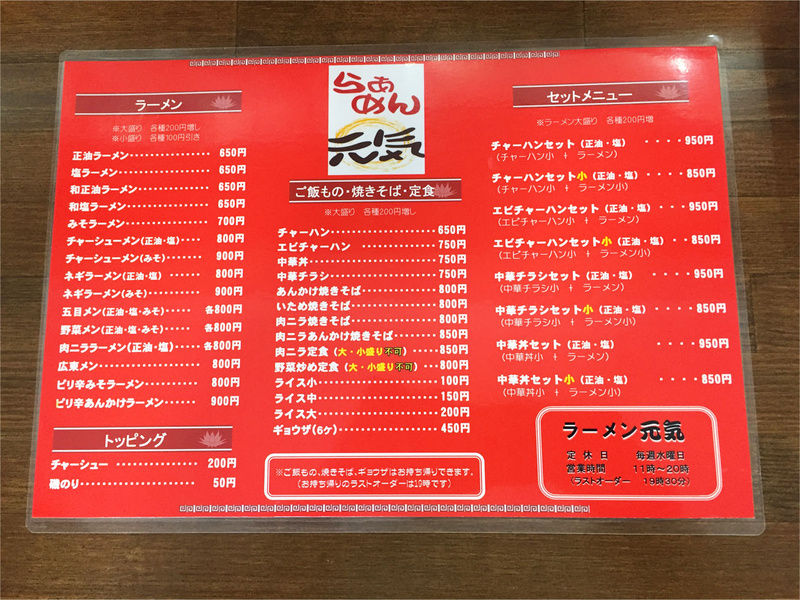 ラーメン
※大盛り 各種200円増し
※小盛り 各種100円引き
正油ラーメン・・・・・・・・・・・・・650円
塩ラーメン・・・・・・・・・・・・・・・650円
和正油ラーメン・・・・・・・・・・・650円
和塩ラーメン・・・・・・・・・・・・・650円
みそラーメン・・・・・・・・・・・・・700円
チャーシューメン(正油・塩)・・・・800円
チャーシューメン(みそ)・・・・・・900円
ネギラーメン(正油・塩)・・・・・・800円
ネギラーメン(みそ)・・・・・・・・・900円
五目メン(正油・塩・みそ)・・・・・各800円
野菜メン(正油・塩・みそ)・・・・・各800円
肉ニララーメン(正油・塩)・・・・・各800円
広東メン・・・・・・・・・・・・・・・・800円
ピリ辛みそラーメン・・・・・・・・・800円
ピリ辛あんかけラーメン・・・・・・900円
トッピング
チャーシュー・・・・・・・・・・・・・200円
磯のり・・・・・・・・・・・・・・・・・50円
らあめん
元気
ご飯もの・焼きそば・定食
※大盛り 各種200円増し
チャーハン・・・・・・・・・・・・・・・650円
エビチャーハン・・・・・・・・・・・・750円
中華丼・・・・・・・・・・・・・・・・・・750円
中華チラシ・・・・・・・・・・・・・・・750円
あんかけ焼きそば・・・・・・・・・・800円
いため焼きそば・・・・・・・・・・・・800円
肉ニラ焼きそば・・・・・・・・・・・・800円
肉ニラあんかけ焼きそば・・・・・・850円
肉ニラ定食(大・小盛り不可)・・・・・850円
野菜炒め定食(大・小盛り不可)・・・800円
ライス小・・・・・・・・・・・・・・・・・100円
ライス中・・・・・・・・・・・・・・・・・150円
ライス大・・・・・・・・・・・・・・・・・200円
ギョウザ(6ケ)・・・・・・・・・・・・・450円
※ご飯もの、焼きそば、ギョウザはお持ち帰りできます。
(お持ち帰りのラストオーダーは19時です)
セットメニュー
※ラーメン大盛り 各種200円増
チャーハンセット(正油・塩)・・・・950円
(チャーハン小 + ラーメン)
チャーハンセット小(正油・塩)・・・・850円
(チャーハン小 + ラーメン小)
エビチャーハンセット(正油・塩)・・・950円
(エビチャーハン小 + ラーメン)
エビチャーハンセット小(正油・塩)・・850円
(エビチャーハン小 + ラーメン小)
中華チラシセット(正油・塩)・・・・950円
(中華チラシ小 + ラーメン)
中華チラシセット小(正油・塩)・・・・850円
(中華チラシ小 + ラーメン小)
中華丼セット(正油・塩)・・・・950円
(中華丼小 + ラーメン)
中華丼セット小(正油・塩)・・・・850円
(中華丼小 + ラーメン小)
ラーメン元気
定休日 毎週水曜日
営業時間 11時~20時
(ラストオーダー 19時30分)